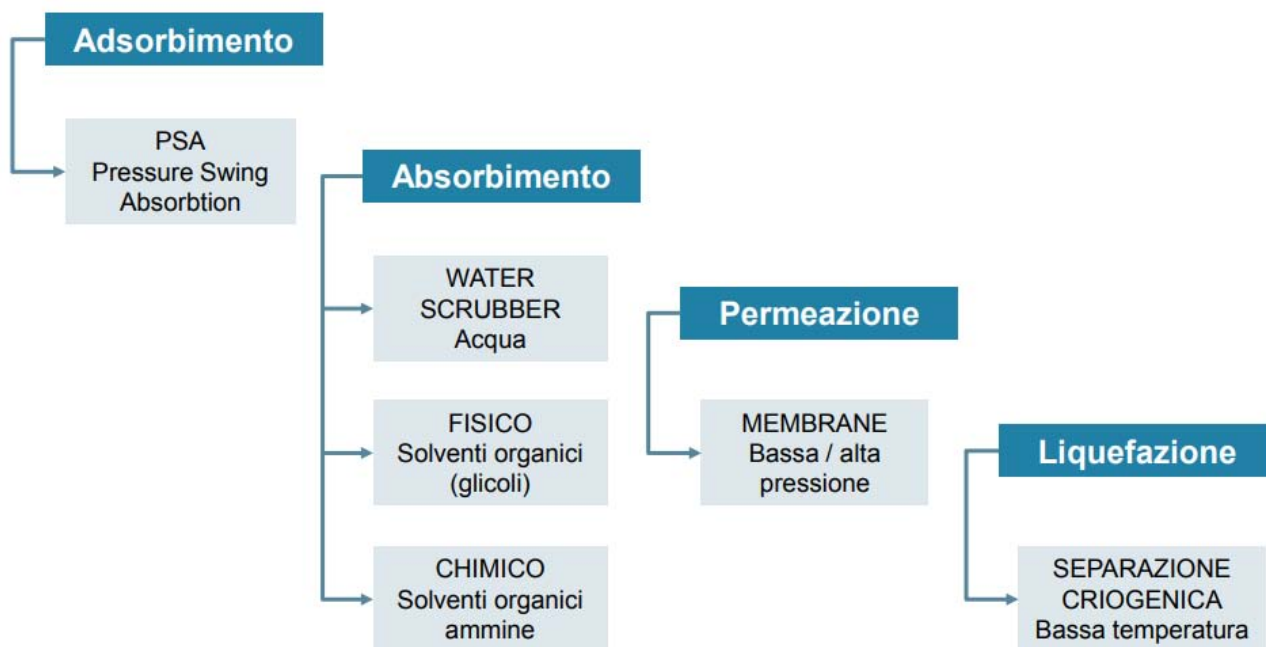 Adsorbimento
PSA
Pressure Swing
Absorbtion
Absorbimento
WATER
SCRUBBER
Acqua
FISICO
Solventi organici
(glicoli)
CHIMICO
Solventi organici
ammine
Permeazione
MEMBRANE
Bassa / alta
pressione
Liquefazione
SEPARAZIONE
CRIOGENICA
Bassa temperatura